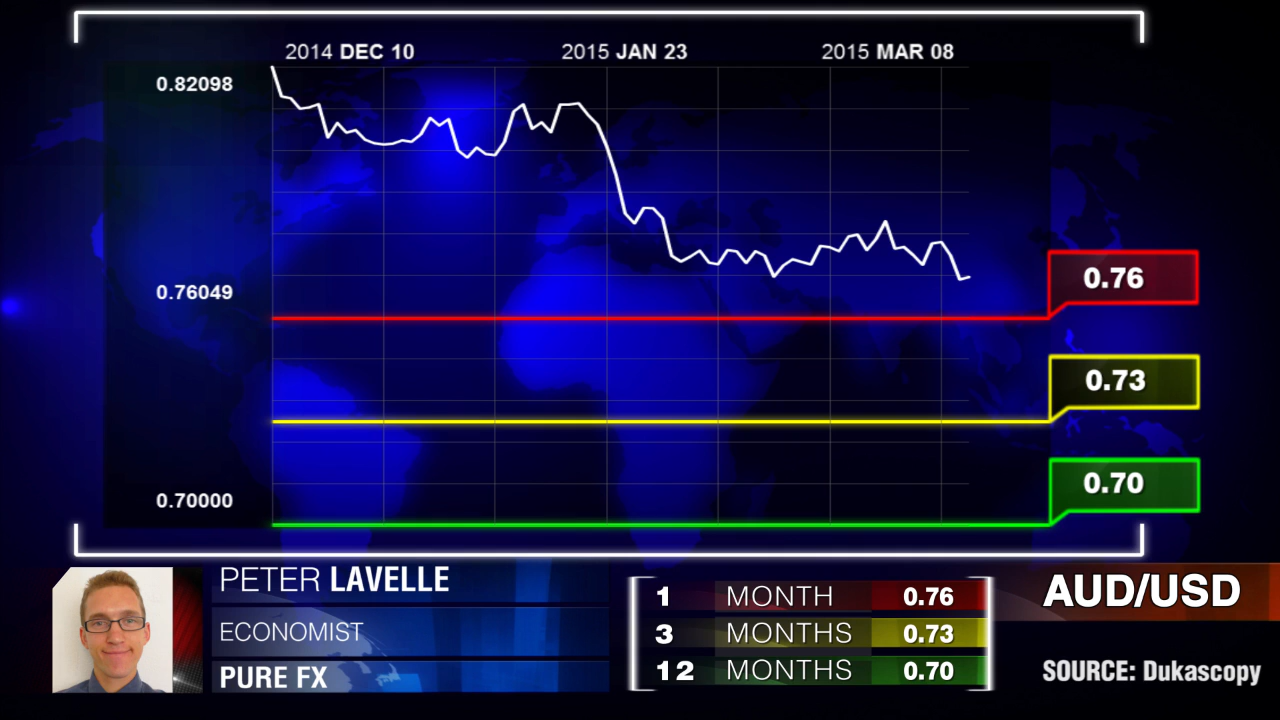 2014 DEC 10
2015 JAN 23
2015 MAR 08
0.82098
0.76049
0.70000
0.76
0.73
0.70
PETER LAVELLE
ECONOMIST
PURE FX
1 MONTH 0.76
3 MONTHS 0.73
12 MONTHS 0.70
AUD/USD
SOURCE: Dukascopy